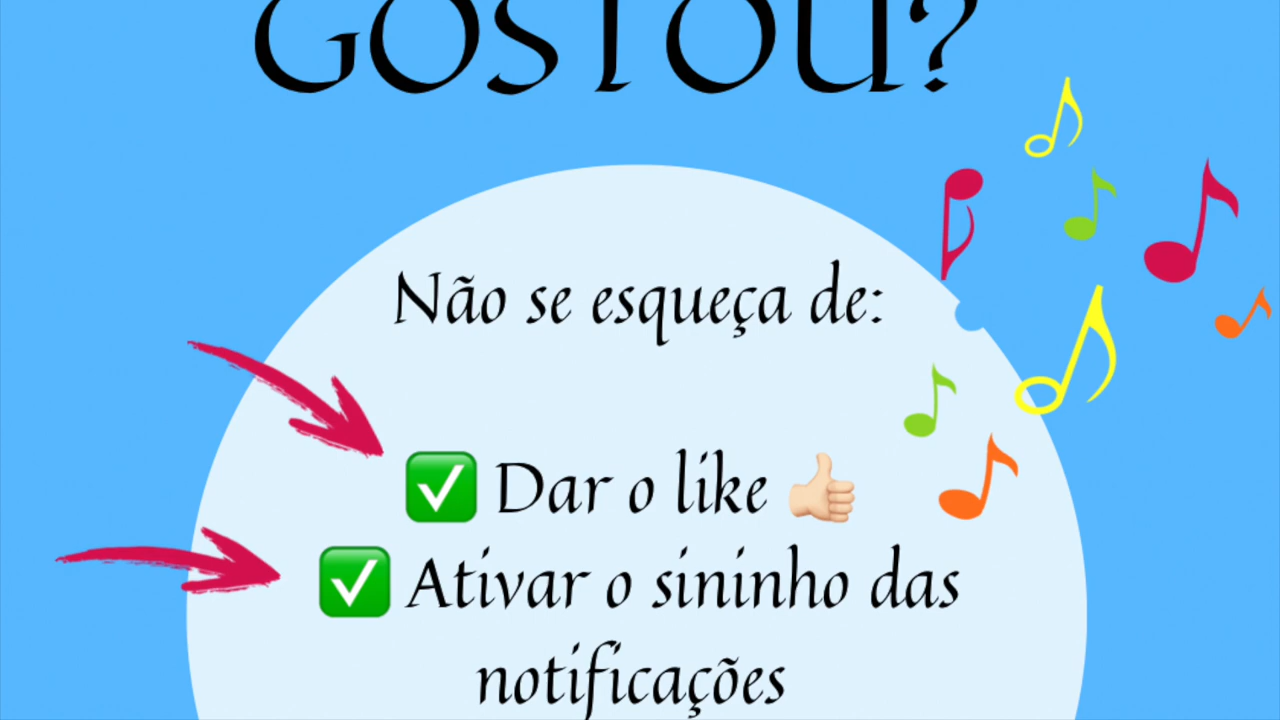 GOSTOU?
Não se esqueça de:
✅ Dar o like 👍🏻
✅ Ativar o sininho das
notificações